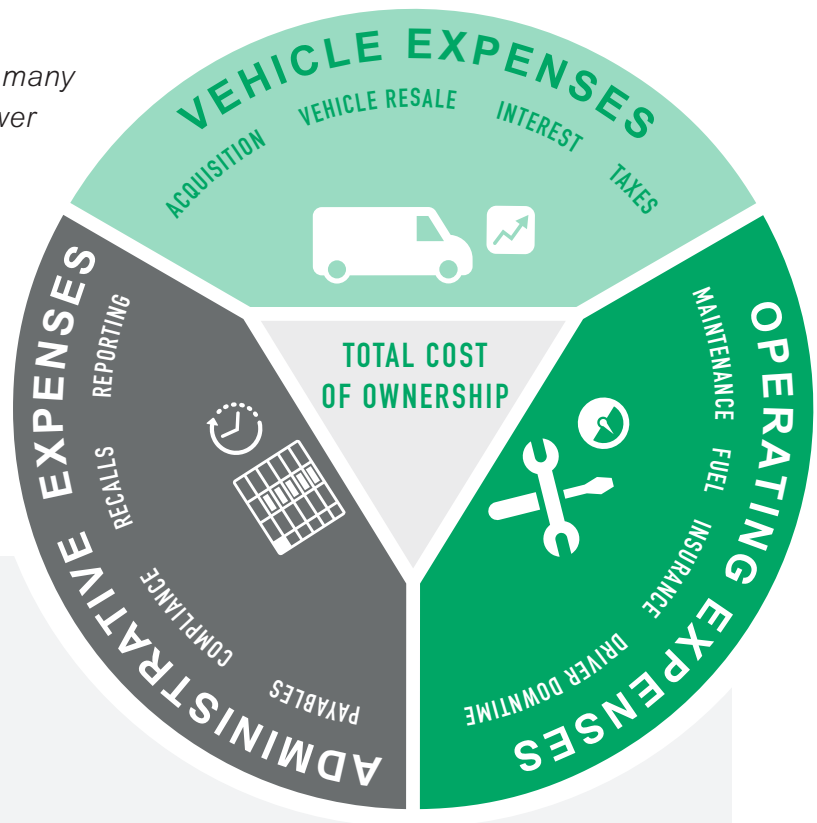 many
wer
VEHICLE EXPENSES
ACQUISITION
VEHICLE RESALE
INTEREST
TAXES
TOTAL COST
OF OWNERSHIP
OPERATING EXPENSES
MAINTENANCE
FUEL
INSURANCE
DRIVER DOWNTIME
ADMINISTRATIVE EXPENSES
PAYABLES
COMPLIANCE
RECALLS
REPORTING